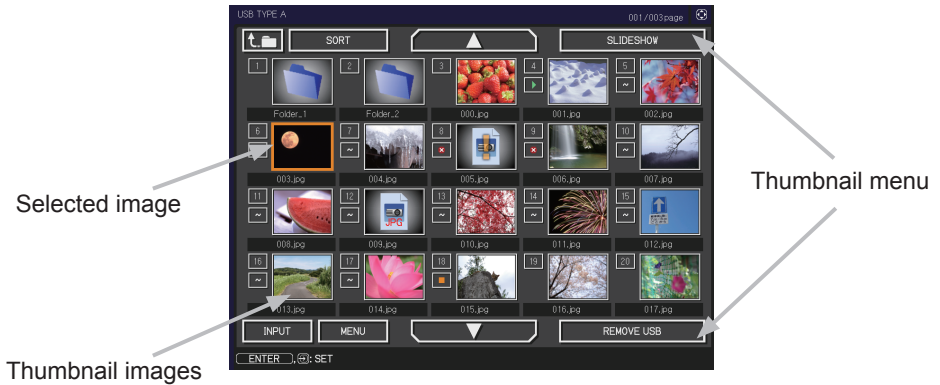 USB TYPE A 001/003page
SORT SLIDESHOW
1 2 3 4 5
Folder_1 Folder_2 000.jpg 001.jpg 002.jpg
6 7 8 9 10
003.jpg 004.jpg 005.jpg 006.jpg 007.jpg
Selected image
Thumbnail menu
11 12 13 14 15
JPG
008.jpg 009.jpg 010.jpg 011.jpg 012.jpg
16 17 18 19 20
013.jpg 014.jpg 015.jpg 016.jpg 017.jpg
INPUT MENU REMOVE USB
ENTER , : SET
Thumbnail images